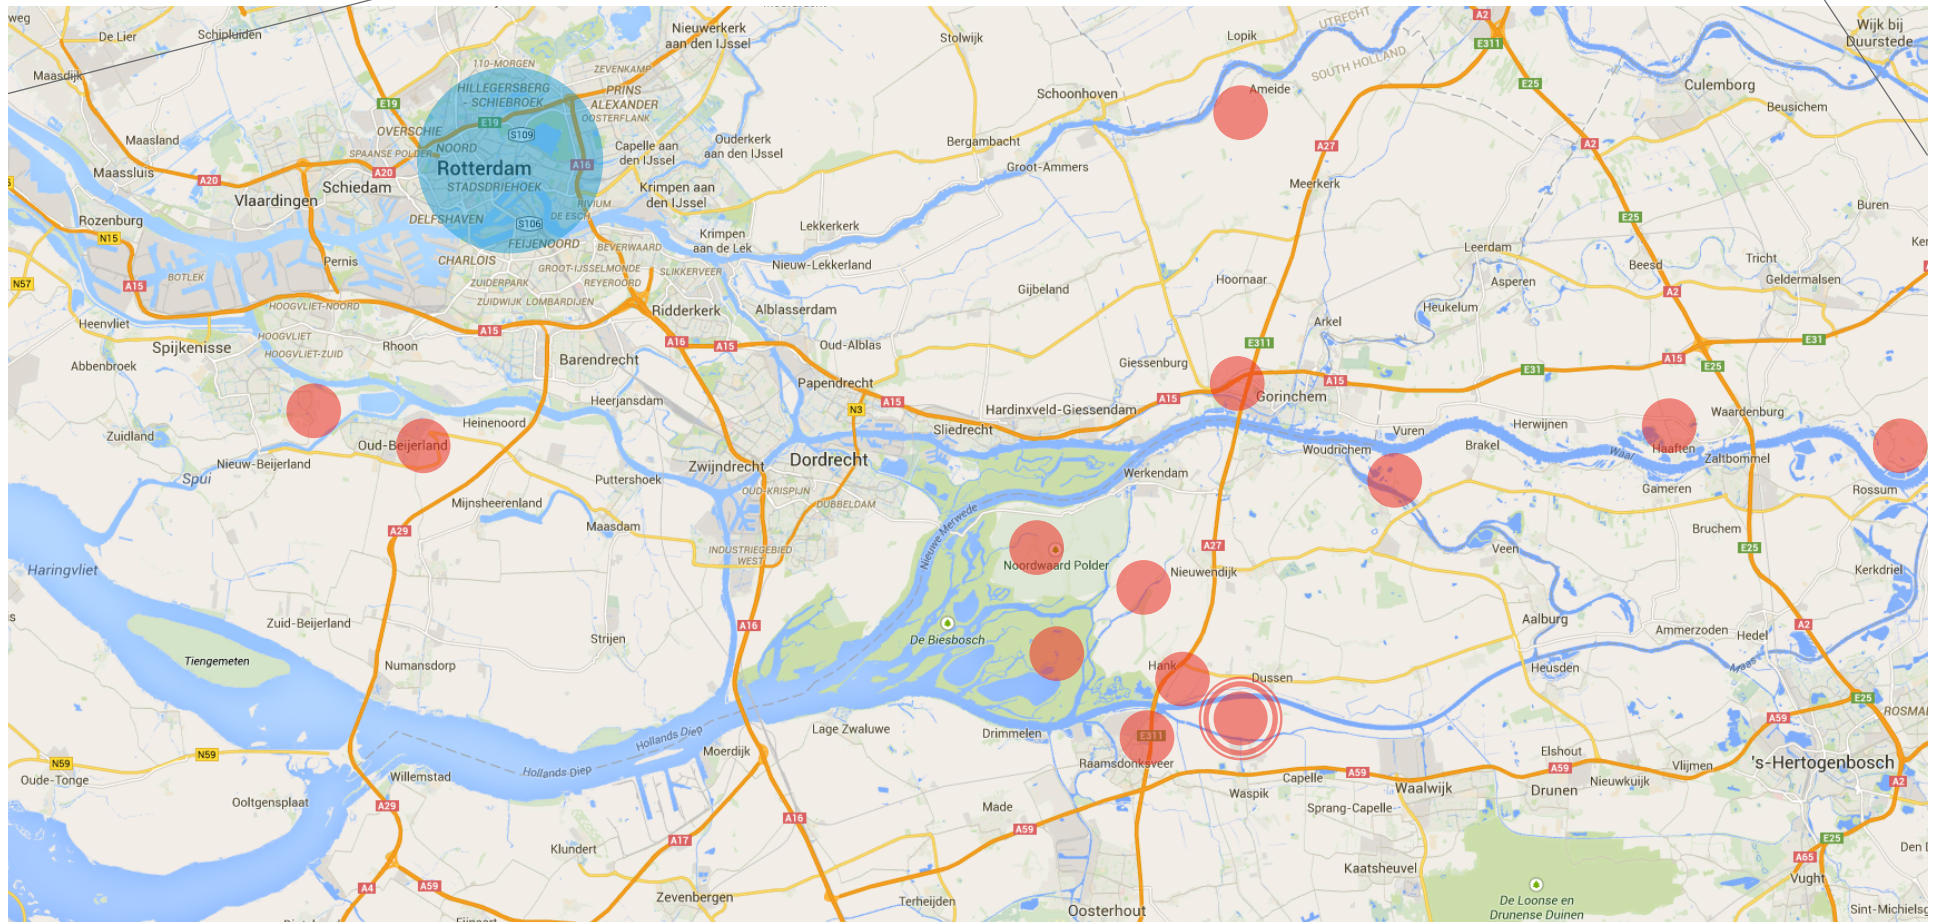 weg
De Lier
Schipluiden
Nieuwerkerk
aan den IJssel
Stolwijk
Lopik
UTRECHT
A2
E311
Wijk bij
Duurstede
Maasdijk
110-MORGEN
ZEVENKAMP
SOUTH HOLLAND
E25
Culemborg
HILLEGERSBERG
- SCHIEBROEK
PRINS
ALEXANDER
OOSTERFLANK
Schoonhoven
Ameide
Beusichem
E19
E19
S109
OVERSCHIE
NOORD
Maasland
SPAANSE POLDER
Capelle aan
den IJssel
Ouderkerk
aan den IJssel
Bergambacht
A27
A2
Maassluis
A20
A20
Rotterdam
A16
Groot-Ammers
Schiedam
STADSDRIEHOEK
Krimpen aan
den IJssel
Meerkerk
Vlaardingen
RIVIUM
DE ESCH
Buren
Rozenburg
DELFSHAVEN
S106
Lekkerkerk
E25
N15
FEIJENOORD
BEVERWAARD
Krimpen
aan de Lek
Leerdam
Pernis
CHARLOIS
GROOT-IJSSELMONDE
SLIKKERVEER
Nieuw-Lekkerland
Beesd
Tricht
BOTLEK
ZUIDERPARK
REYEROORD
Hoornaar
Asperen
Geldermalsen
N57
A15
Gijbeland
A2
HOOGVLIET-NOORD
ZUIDWIJK
LOMBARDIJEN
Ridderkerk
Alblasserdam
Heukelum
Heenvliet
HOOGVLIET
A15
Arkel
Spijkenisse
HOOGVLIET-ZUID
Rhoon
A16
A15
Oud-Alblas
E311
E31
Abbenbroek
Barendrecht
Giessenburg
A15
E31
E25
Papendrecht
A15
Heerjansdam
N3
A15
Hardinxveld-Giessendam
A15
Gorinchem
Waardenburg
Zuidland
Heinenoord
Sliedrecht
Herwijnen
Oud-Beijerland
Vuren
Brakel
Haaften
Nieuw-Beijerland
Zwijndrecht
Dordrecht
Woudrichem
Waal
Zaltbommel
Spui
Puttershoek
Werkendam
Gameren
Rossum
Mijnsheerenland
OUD-KRISPIJN
DUBBELDAM
A29
Maasdam
Nieuwe Merwede
Bruchem
INDUSTRIEGEBIED
WEST
A27
Veen
E25
Haringvliet
Noordwaard Polder
Nieuwendijk
Kerkdriel
Zuid-Beijerland
A16
Aalburg
A2
Strijen
De Biesbosch
Ammerzoden
Hedel
Tiengemeten
Numansdorp
Hank
Dussen
Heusden
Maas
E25
ROSMA
Hollands Diep
Lage Zwaluwe
Drimmelen
E311
A59
N59
N59
Moerdijk
Raamsdonksveer
Elshout
's-Hertogenbosch
Oude-Tonge
Willemstad
Hollands Diep
Capelle
A59
A59
Vlijmen
Nieuwkuijk
A2
Ooltgensplaat
A29
Made
Waspik
Waalwijk
Drunen
A16
Sprang-Capelle
A59
A17
E25
Klundert
A65
Den D
A4
A59
Kaatsheuvel
Vught
Zevenbergen
Terheijden
Oosterhout
De Loonse en
Drunense Duinen
Sint-Michielsg